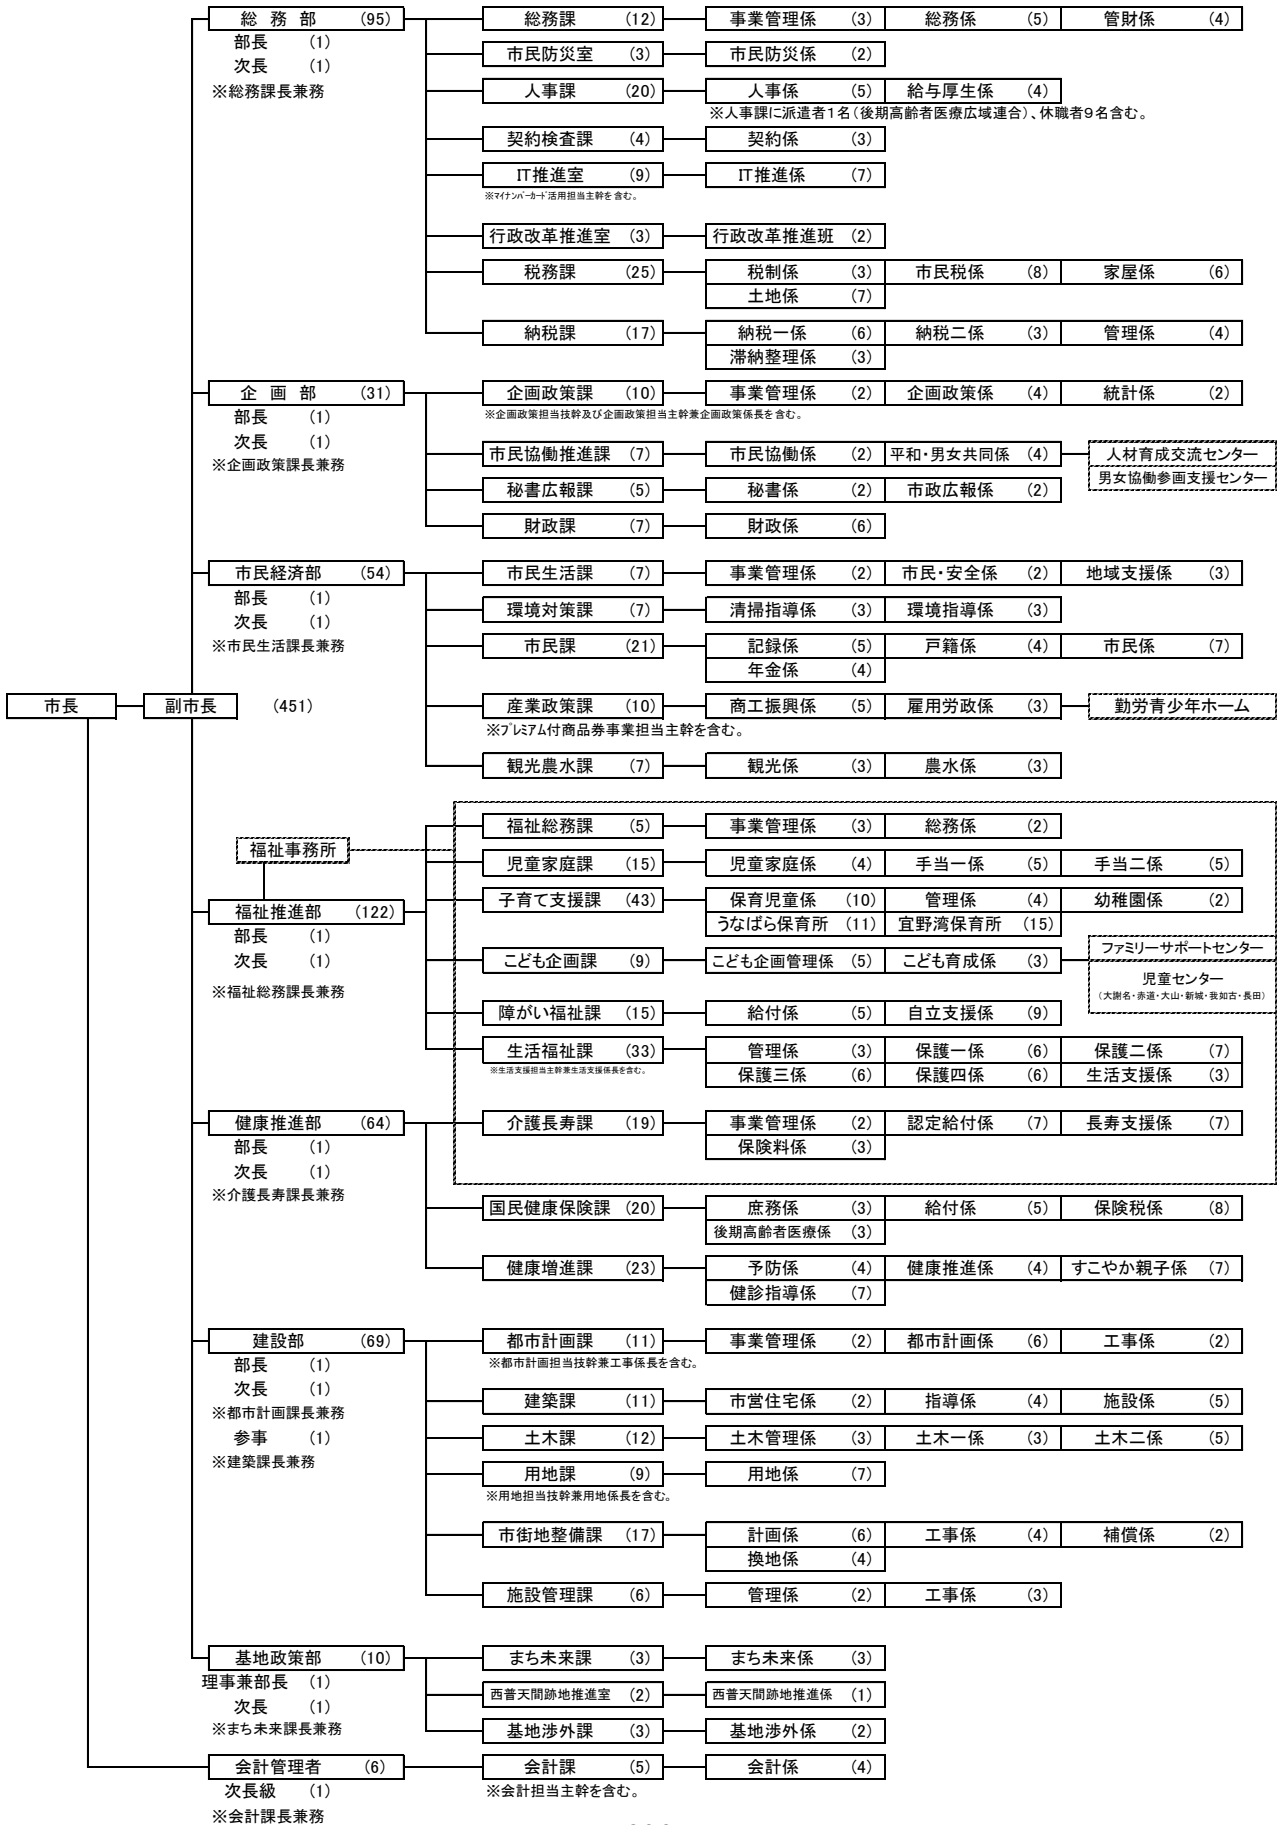 総務部 (95) 総務課 (12) 事業管理係 (3) 総務係 (5) 管財係 (4)
部長 (1)
市民防災室 (3) 市民防災係 (2)
次長 (1)
※総務課長兼務 人事課 (20) 人事係 (5) 給与厚生係 (4)
※人事課に派遣者1名(後期高齢者医療広域連合)、休職者9名含む。
契約検査課 (4) 契約係 (3)
IT推進室 (9) IT推進係 (7)
※マイナンバーカード活用担当主幹を含む。
行政改革推進室 (3) 行政改革推進班 (2)
税務課 (25) 税制係 (3) 市民税係 (8) 家屋係 (6)
土地係 (7)
納税課 (17) 納税一係 (6) 納税二係 (3) 管理係 (4)
滞納整理係 (3)
企画部 (31) 企画政策課 (10) 事業管理係 (2) 企画政策係 (4) 統計係 (2)
部長 (1) ※企画政策担当技幹及び企画政策担当主幹兼企画政策係長を含む。
次長 (1)
市民協働推進課 (7) 市民協働係 (2) 平和・男女共同係 (4) 人材育成交流センター
※企画政策課長兼務 男女協働参画支援センター
秘書広報課 (5) 秘書係 (2) 市政広報係 (2)
財政課 (7) 財政係 (6)
市民経済部 (54) 市民生活課 (7) 事業管理係 (2) 市民・安全係 (2) 地域支援係 (3)
部長 (1)
環境対策課 (7) 清掃指導係 (3) 環境指導係 (3)
次長 (1)
※市民生活課長兼務 市民課 (21) 記録係 (5) 戸籍係 (4) 市民係 (7)
年金係 (4)
市長 副市長 (451) 産業政策課 (10) 商工振興係 (5) 雇用労政係 (3) 勤労青少年ホーム
※プレミアム付商品券事業担当主幹を含む。
観光農水課 (7) 観光係 (3) 農水係 (3)
福祉総務課 (5) 事業管理係 (3) 総務係 (2)
福祉事務所
児童家庭課 (15) 児童家庭係 (4) 手当一係 (5) 手当二係 (5)
子育て支援課 (43) 保育児童係 (10) 管理係 (4) 幼稚園係 (2)
福祉推進部 (122) うなばら保育所 (11) 宜野湾保育所 (15)
部長 (1)
ファミリーサポートセンター
次長 (1) こども企画課 (9) こども企画管理係 (5) こども育成係 (3)
児童センター
※福祉総務課長兼務 (大謝名・赤道・大山・新城・我如古・長田)
障がい福祉課 (15) 給付係 (5) 自立支援係 (9)
生活福祉課 (33) 管理係 (3) 保護一係 (6) 保護二係 (7)
※生活支援担当主幹兼生活支援係長を含む。 保護三係 (6) 保護四係 (6) 生活支援係 (3)
健康推進部 (64) 介護長寿課 (19) 事業管理係 (2) 認定給付係 (7) 長寿支援係 (7)
部長 (1) 保険料係 (3)
次長 (1)
※介護長寿課長兼務
国民健康保険課 (20) 庶務係 (3) 給付係 (5) 保険税係 (8)
後期高齢者医療係 (3)
健康増進課 (23) 予防係 (4) 健康推進係 (4) すこやか親子係 (7)
健診指導係 (7)
建設部 (69) 都市計画課 (11) 事業管理係 (2) 都市計画係 (6) 工事係 (2)
部長 (1) ※都市計画担当技幹兼工事係長を含む。
次長 (1)
建築課 (11) 市営住宅係 (2) 指導係 (4) 施設係 (5)
※都市計画課長兼務
参事 (1) 土木課 (12) 土木管理係 (3) 土木一係 (3) 土木二係 (5)
※建築課長兼務
用地課 (9) 用地係 (7)
※用地担当技幹兼用地係長を含む。
市街地整備課 (17) 計画係 (6) 工事係 (4) 補償係 (2)
換地係 (4)
施設管理課 (6) 管理係 (2) 工事係 (3)
基地政策部 (10) まち未来課 (3) まち未来係 (3)
理事兼部長 (1)
西普天間跡地推進室 (2) 西普天間跡地推進係 (1)
次長 (1)
※まち未来課長兼務 基地渉外課 (3) 基地渉外係 (2)
会計管理者 (6) 会計課 (5) 会計係 (4)
次長級 (1) ※会計担当主幹を含む。
※会計課長兼務